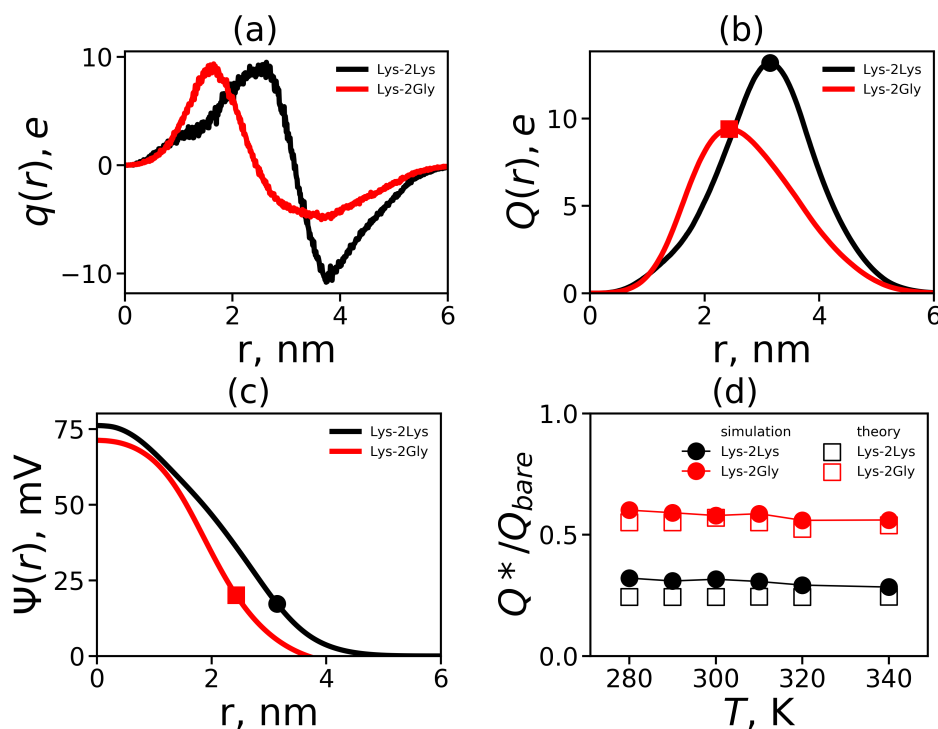 (a)
10
0
−10
q(r), e
Lys-2Lys
Lys-2Gly
0 2 4 6
r, nm
(b)
10
5
0
Q(r), e
Lys-2Lys
Lys-2Gly
0 2 4 6
r, nm
(c)
75
50
25
0
Ψ(r), mV
Lys-2Lys
Lys-2Gly
0 2 4 6
r, nm
(d)
1.0
0.5
0.0
Q*/Q_bare
simulation theory
Lys-2Lys Lys-2Lys
Lys-2Gly Lys-2Gly
280 300 320 340
T, K